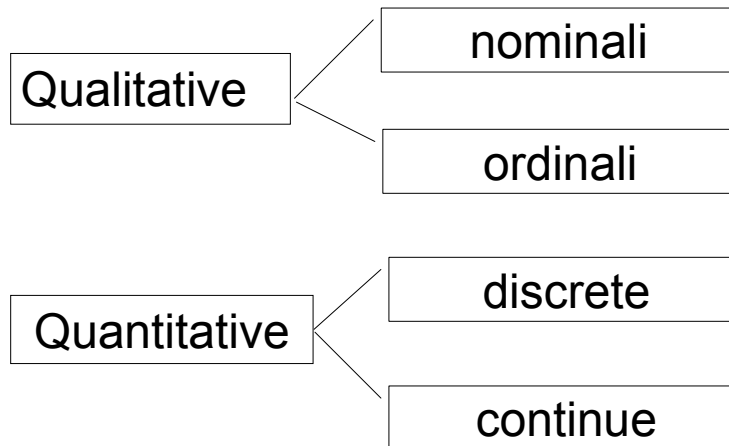 Qualitative
nominali
ordinali
Quantitative
discrete
continue